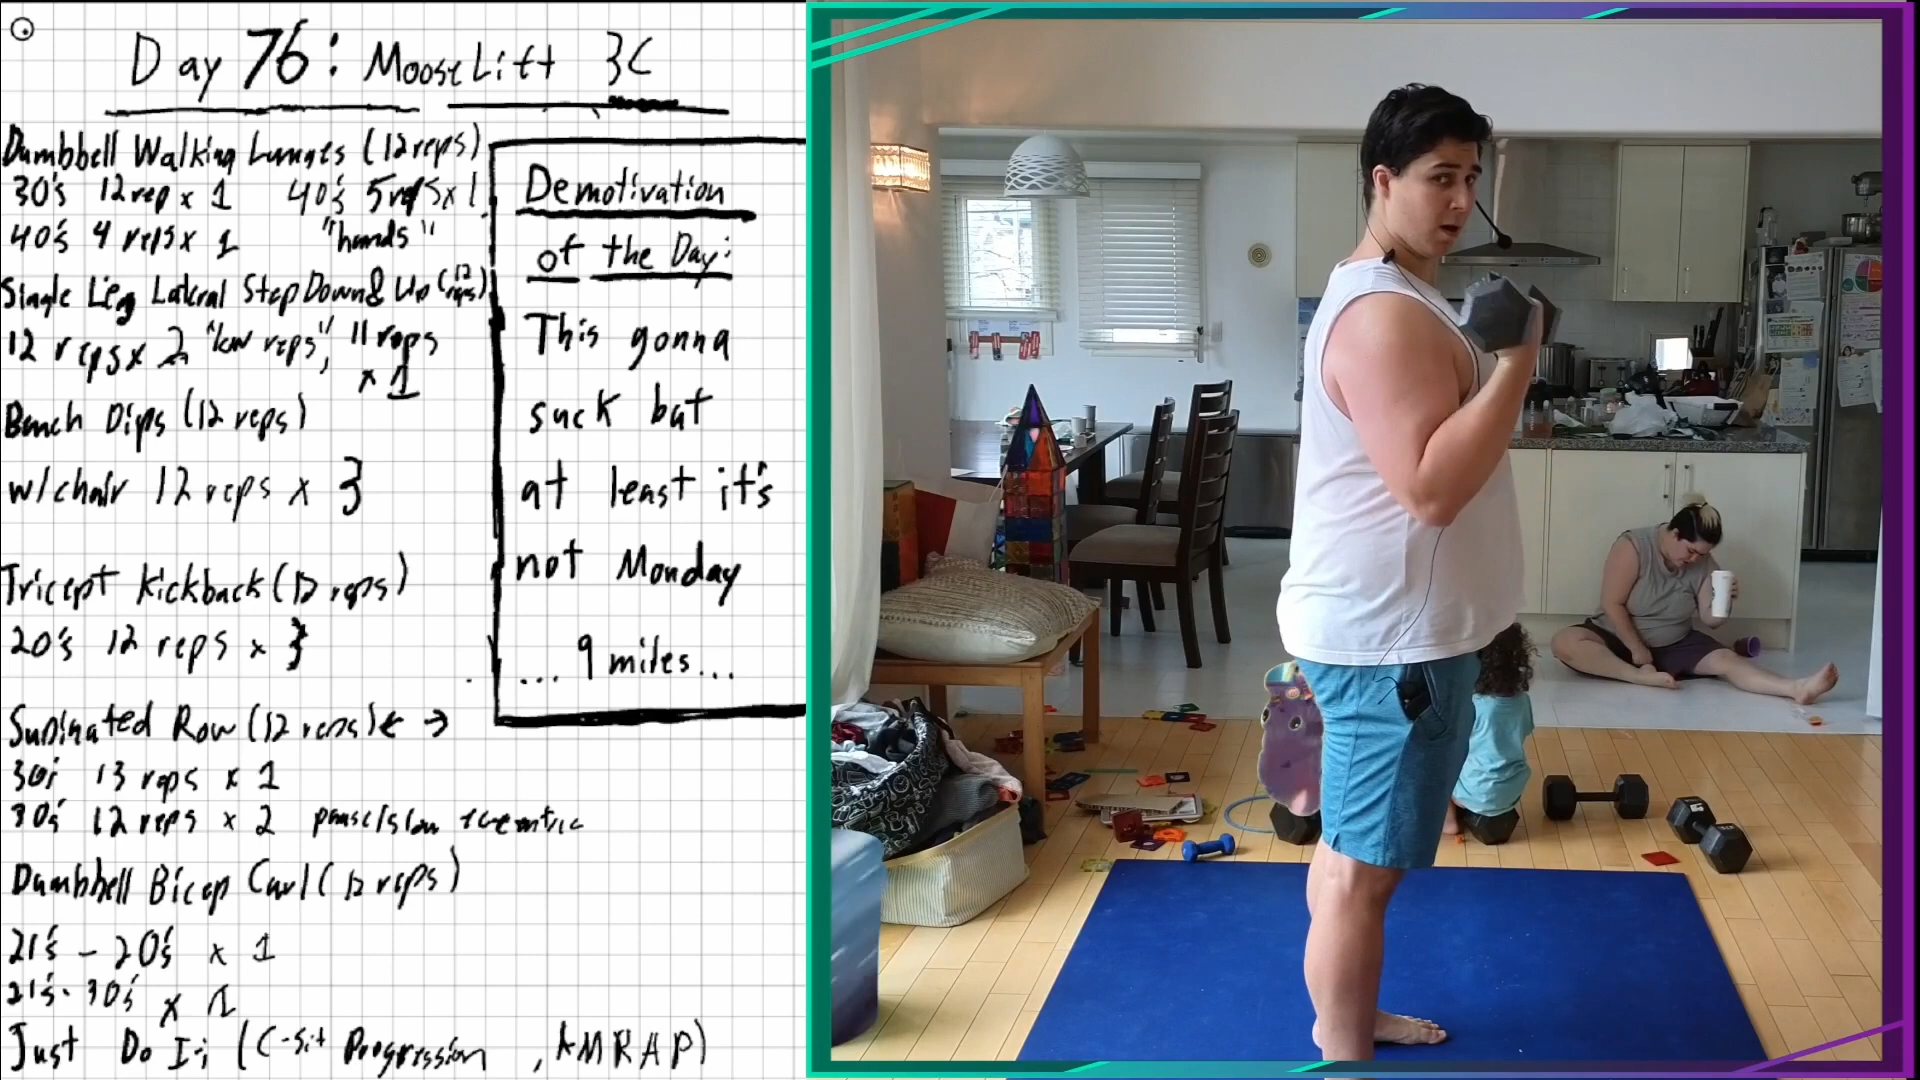 Day 76: MooseLift 3C
Dumbbell Walking Lunges (12 reps)
30's 12 rep x 1 40's 5 reps x 1
40's 4 reps x 1 "hands"
Single Leg Lateral Step Down & Up (12 reps)
12 reps x 2 "low reps", 11 reps
x 1
Bench Dips (12 reps)
w/chair 12 reps x 3
Tricept Kickback (12 reps)
20's 12 reps x 3
Supinated Row (12 reps) ← →
30's 13 reps x 1
30's 12 reps x 2 pause/slow
Dumbbell Bicep Curl (12 reps)
21's - 20's x 1
21's - 30's x 1
Just Do It (C-sit Progression, AMRAP)
Demotivation
of the Day:
This gonna
suck but
at least it's
not Monday
... 9 miles...